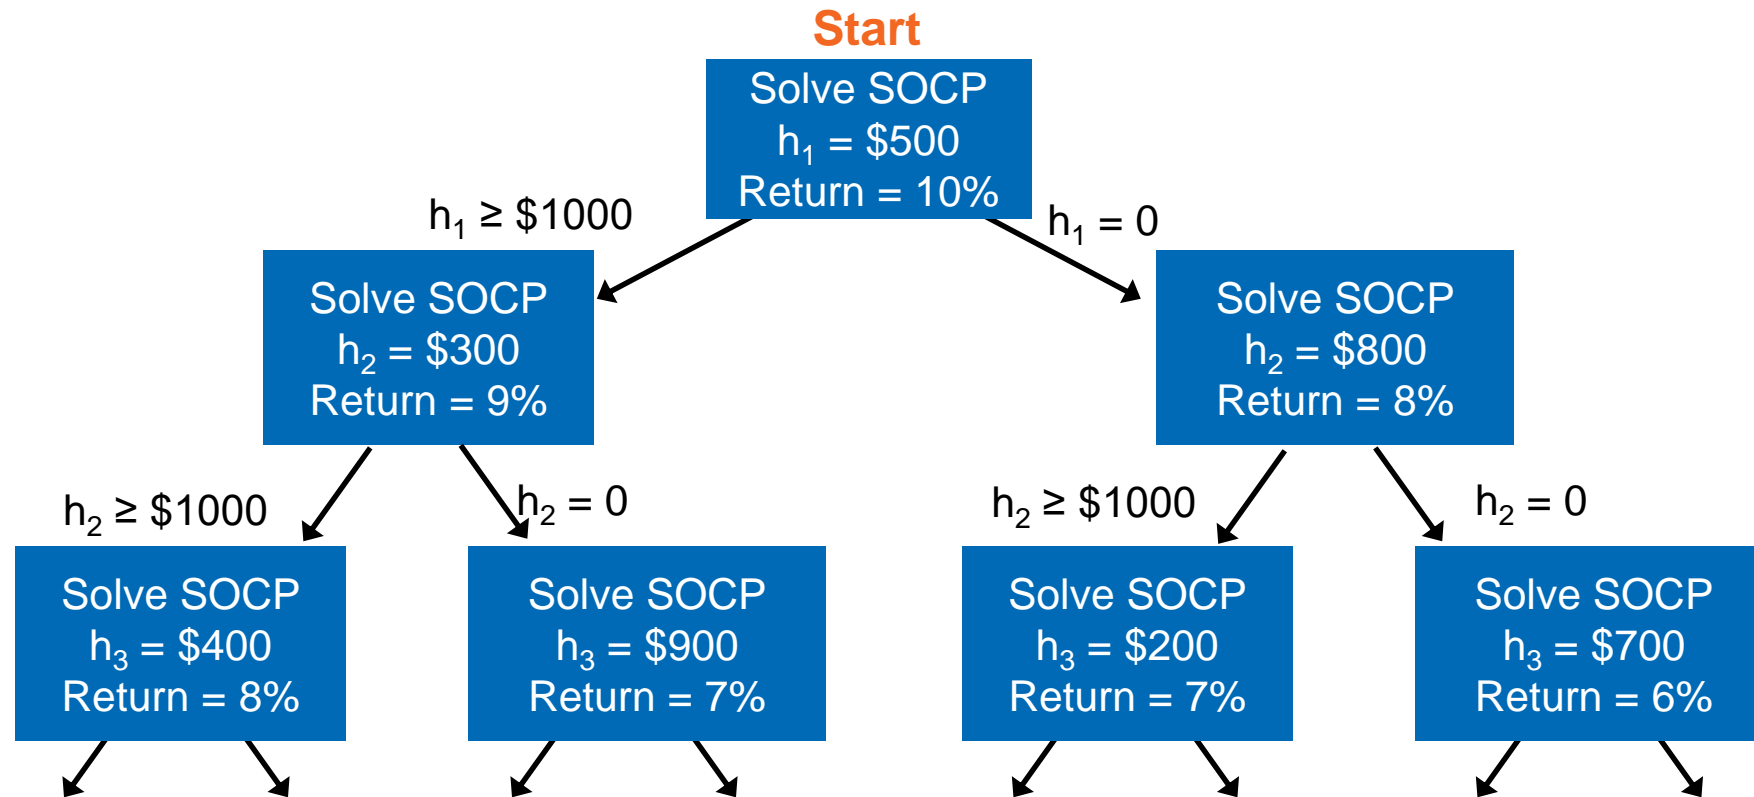 Start
Solve SOCP
h₁ = $500
Return = 10%
h₁ ≥ $1000
h₁ = 0
Solve SOCP
h₂ = $300
Return = 9%
Solve SOCP
h₂ = $800
Return = 8%
h₂ ≥ $1000
h₂ = 0
h₂ ≥ $1000
h₂ = 0
Solve SOCP
h₃ = $400
Return = 8%
Solve SOCP
h₃ = $900
Return = 7%
Solve SOCP
h₃ = $200
Return = 7%
Solve SOCP
h₃ = $700
Return = 6%